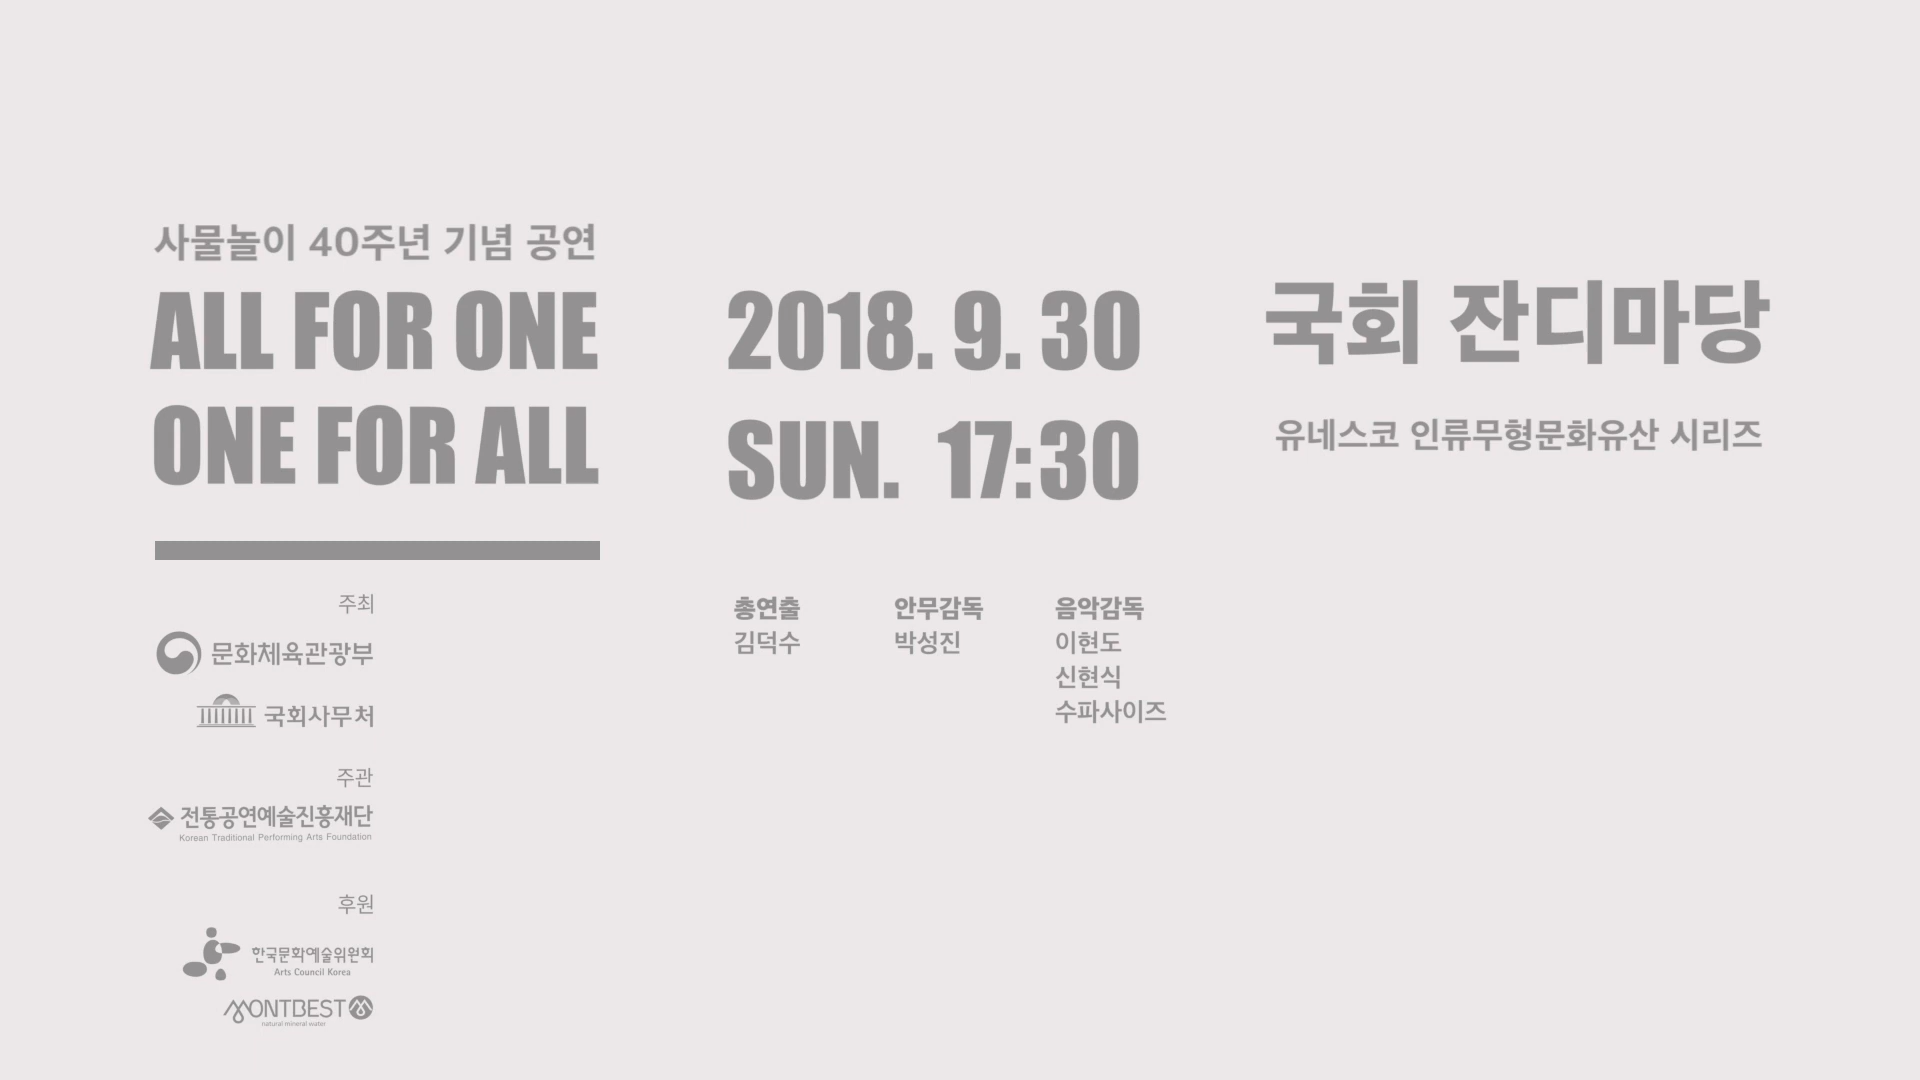 사물놀이 40주년 기념 공연
ALL FOR ONE
ONE FOR ALL
2018. 9. 30
SUN. 17:30
국회 잔디마당
유네스코 인류무형문화유산 시리즈
주최
문화체육관광부
국회사무처
주관
전통공연예술진흥재단
Korean Traditional Performing Arts Foundation
후원
한국문화예술위원회
Arts Council Korea
MONTBEST
natural mineral water
총연출
김덕수
안무감독
박성진
음악감독
이현도
신현식
수파사이즈